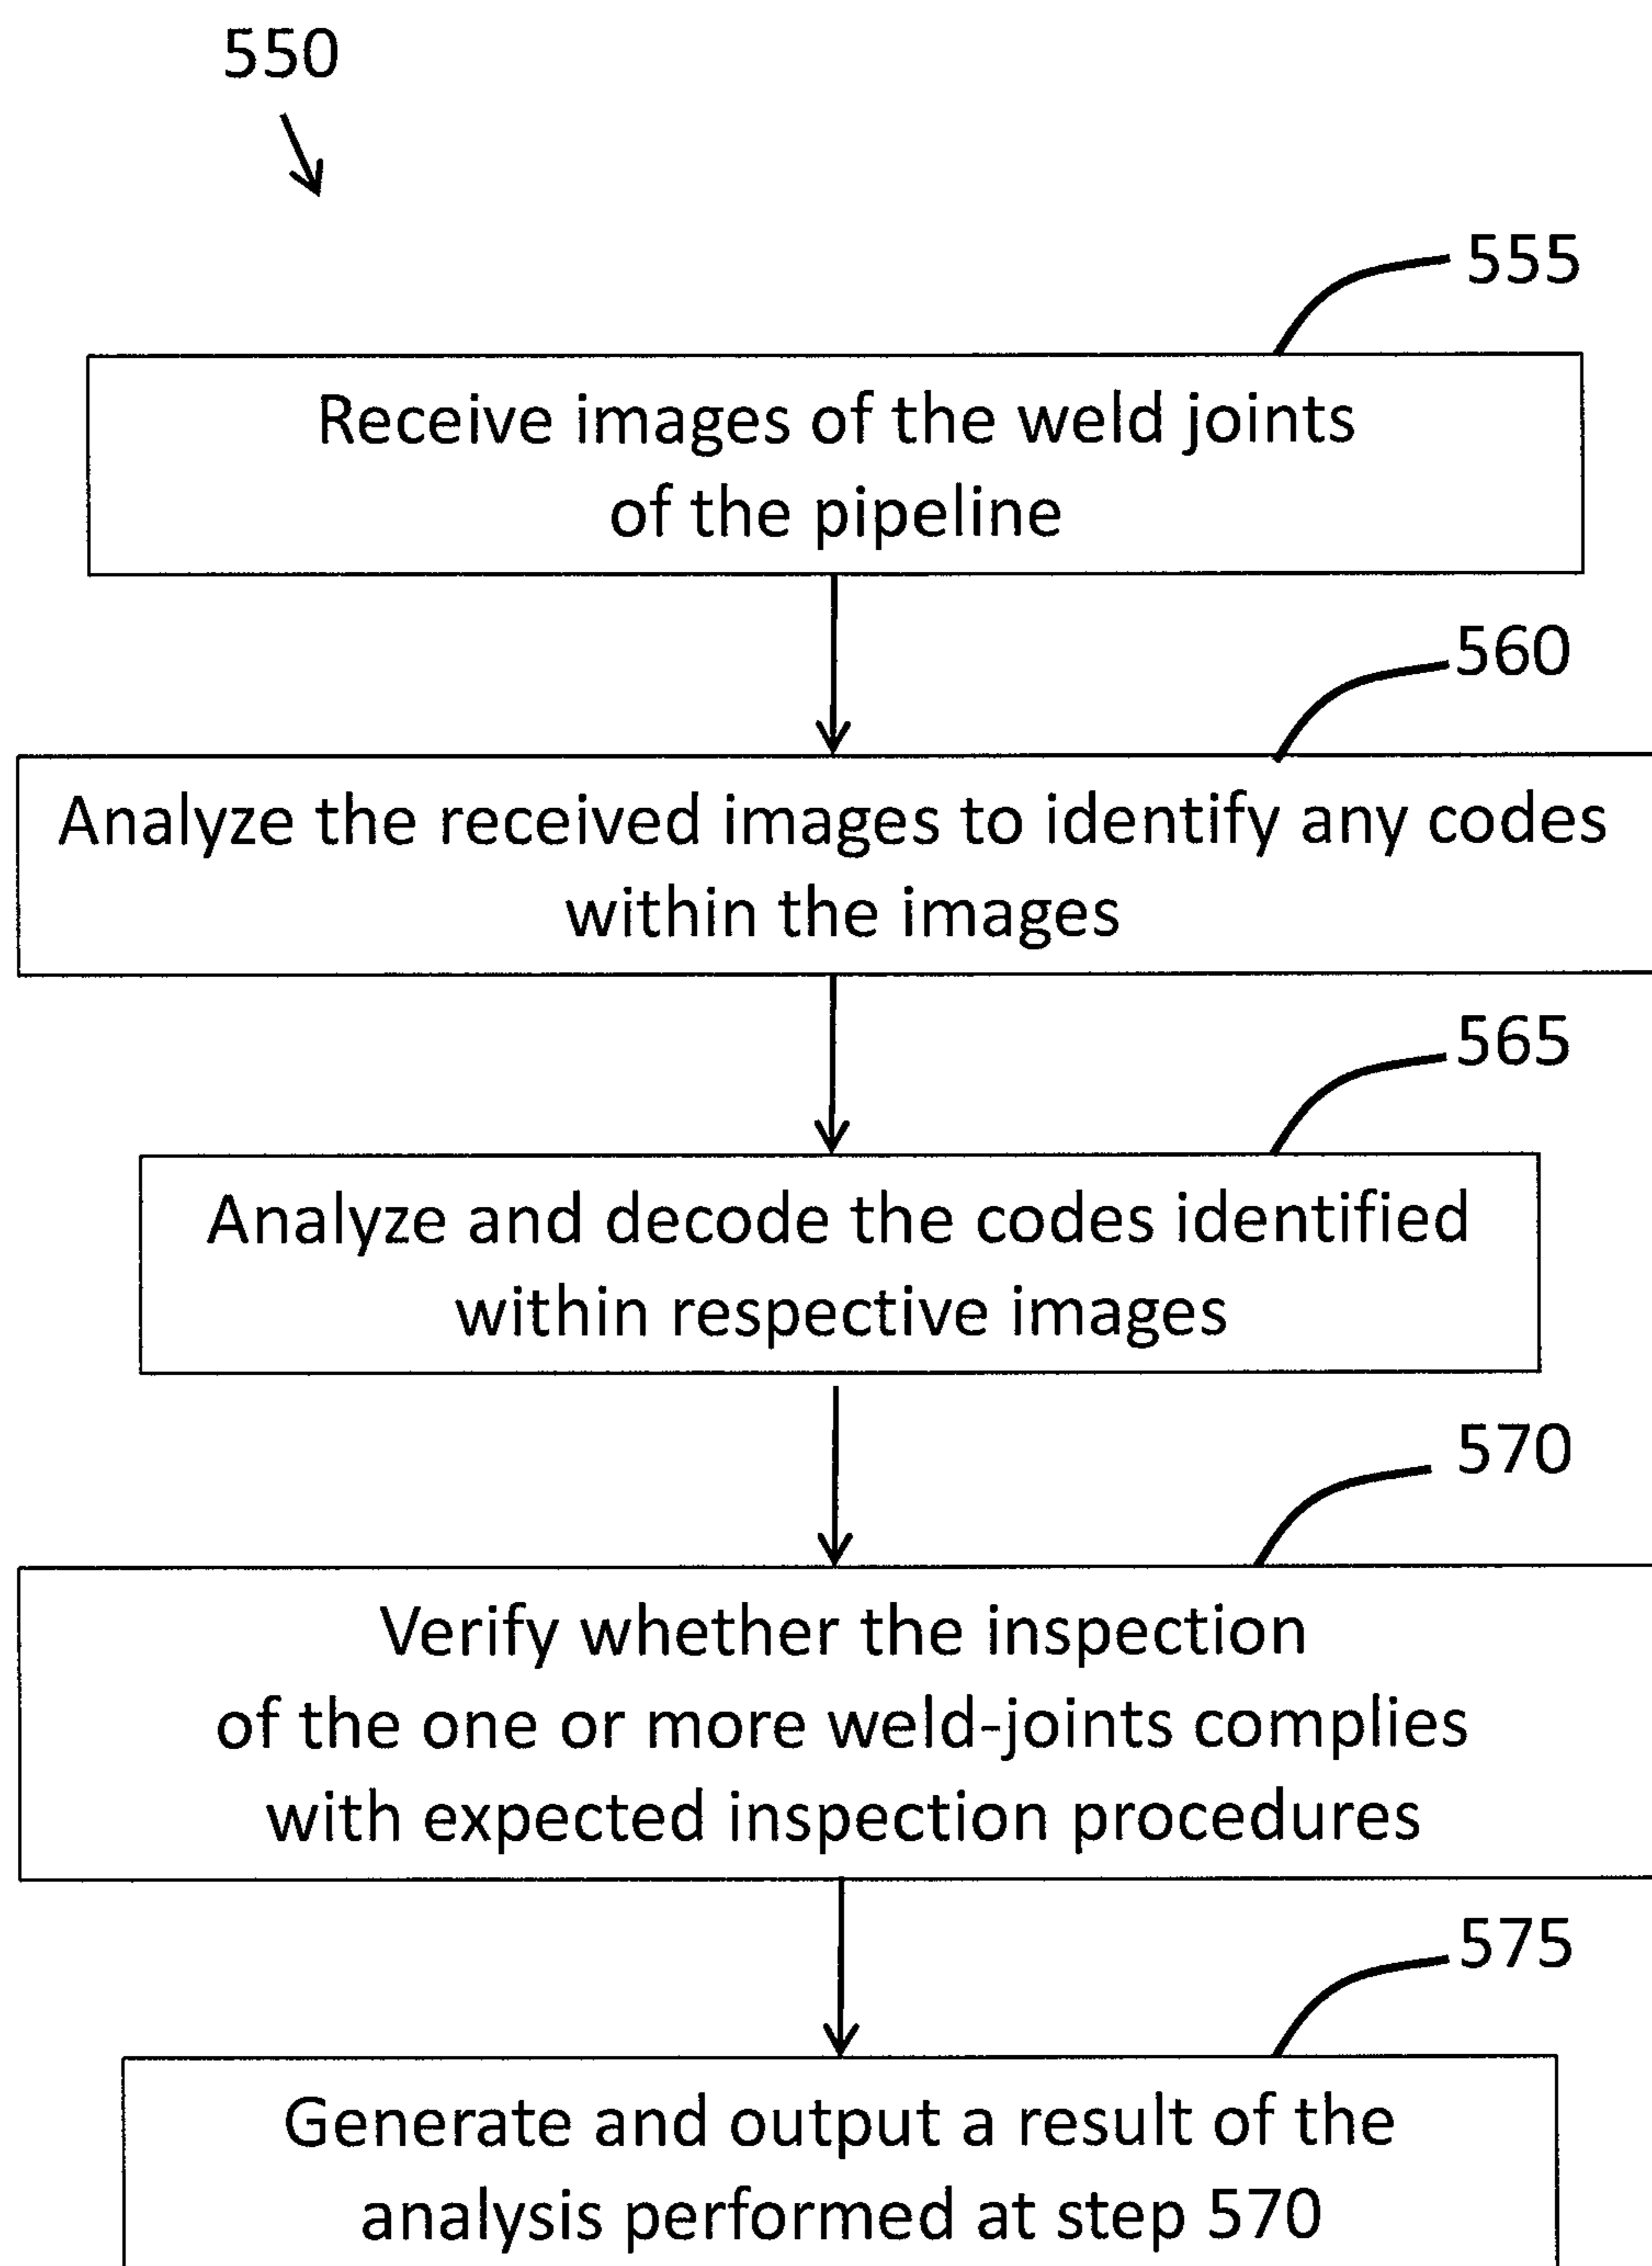 550
555
Receive images of the weld joints
of the pipeline
560
Analyze the received images to identify any codes
within the images
565
Analyze and decode the codes identified
within respective images
570
Verify whether the inspection
of the one or more weld-joints complies
with expected inspection procedures
575
Generate and output a result of the
analysis performed at step 570